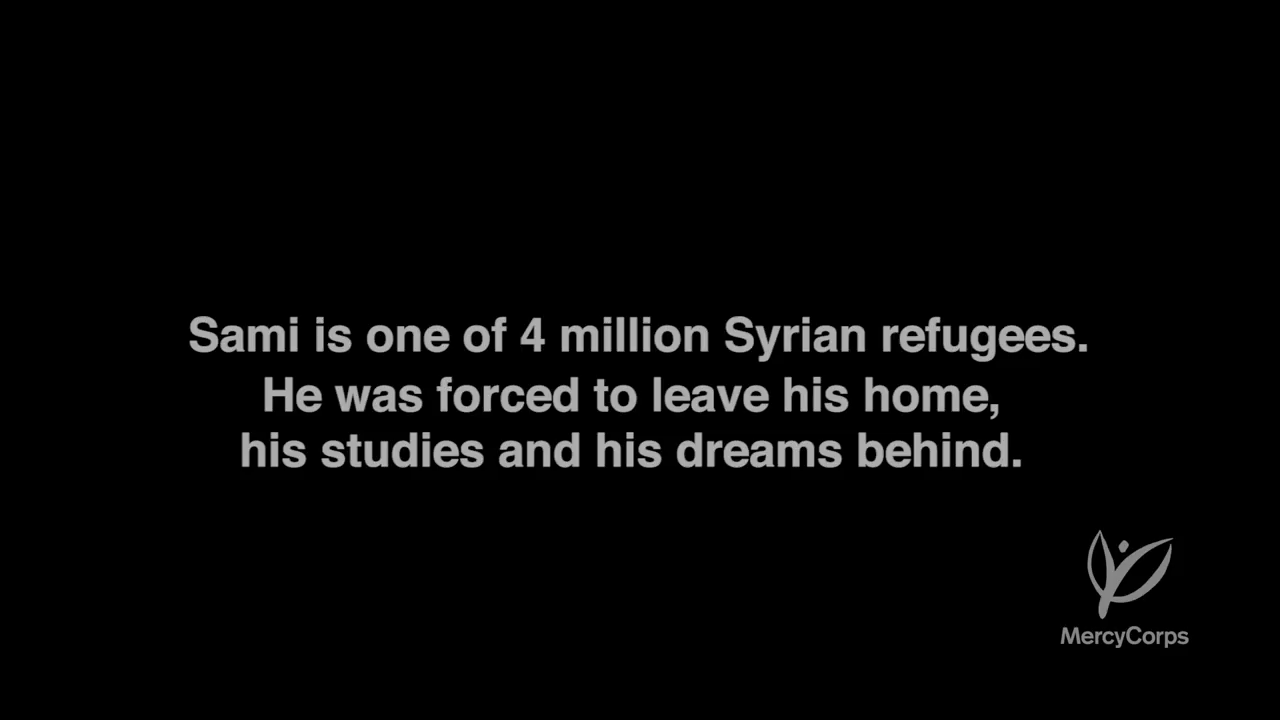 Sami is one of 4 million Syrian refugees.
He was forced to leave his home,
his studies and his dreams behind.
MercyCorps